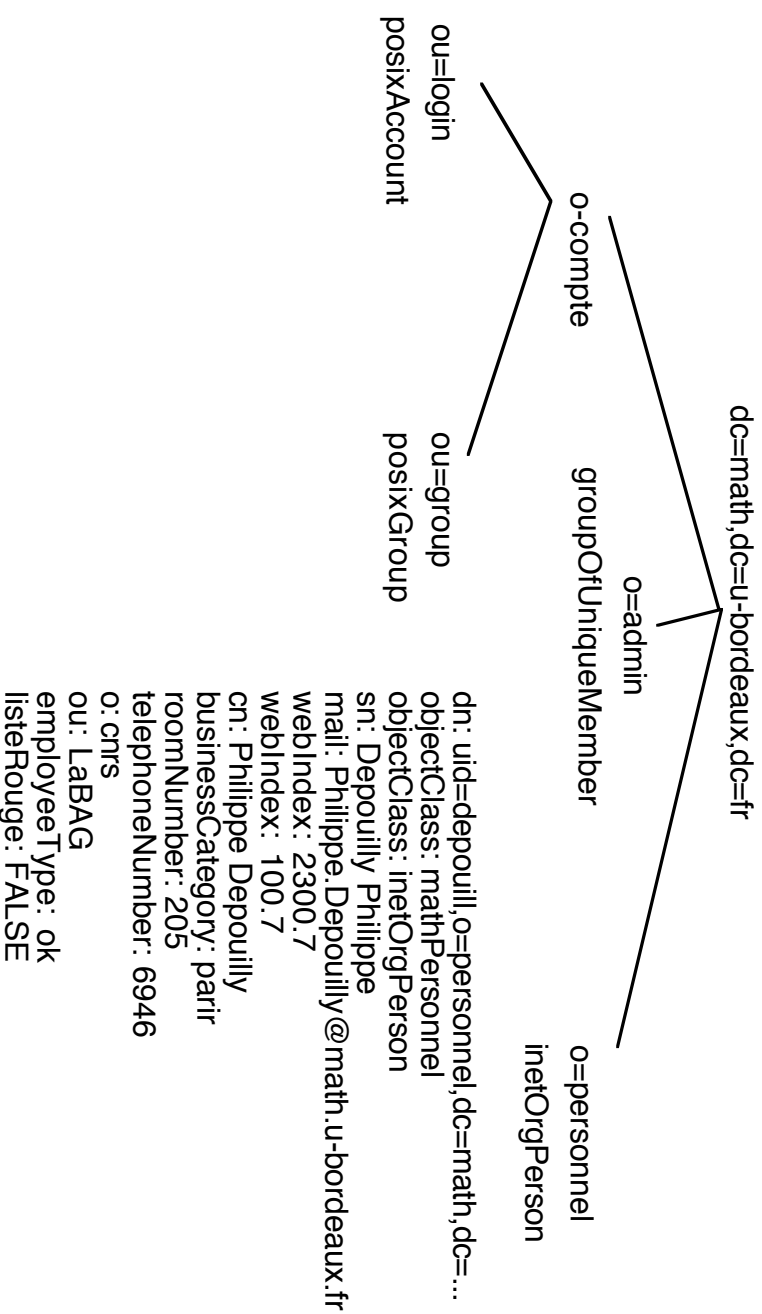 dc=math,dc=u-bordeaux,dc=fr
o-compte
o=admin
groupOfUniqueMember
o=personnel
inetOrgPerson
ou=login
posixAccount
ou=group
posixGroup
dn: uid=depouill,o=personnel,dc=math,dc=...
objectClass: mathPersonnel
objectClass: inetOrgPerson
sn: Depouilly Philippe
mail: Philippe.Depouilly@math.u-bordeaux.fr
webIndex: 2300.7
webIndex: 100.7
cn: Philippe Depouilly
businessCategory: parir
roomNumber: 205
telephoneNumber: 6946
o: cnrs
ou: LaBAG
employeeType: ok
listeRouge: FALSE